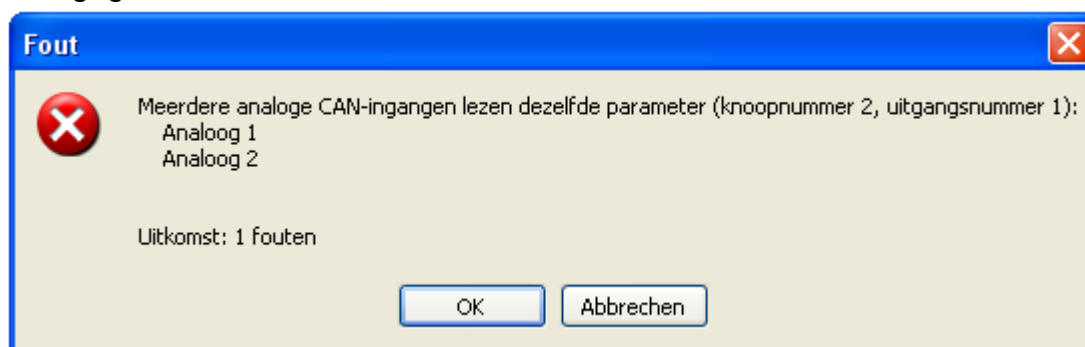 Fout
Meerdere analoge CAN-ingangen lezen dezelfde parameter (knoopnummer 2, uitgangsnummer 1):
Analoog 1
Analoog 2
Uitkomst: 1 fouten
OK
Abbrechen